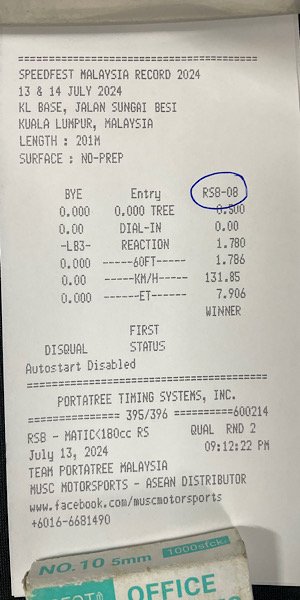 SPEEDFEST MALAYSIA RECORD 2024
13 & 14 JULY 2024
KL BASE, JALAN SUNGAI BESI
KUALA LUMPUR, MALAYSIA
LENGTH : 201M
SURFACE : NO-PREP
BYE Entry RS8-08
0.000 0.000 TREE 0.500
0.00 DIAL-IN 0.00
-LB3- REACTION 1.780
0.000 -----60FT----- 1.786
0.00 -----KM/H----- 131.85
0.000 ------ET------ 7.906
WINNER
FIRST
DISQUAL STATUS
Autostart Disabled
PORTATREE TIMING SYSTEMS, INC.
=============== 395/396 ==========600214
RS8 - MATIC<180cc RS QUAL RND 2
July 13, 2024 09:12:22 PM
TEAM PORTATREE MALAYSIA
MUSC MOTORSPORTS - ASEAN DISTRIBUTOR
www.facebook.com/muscmotorsports
+6016-6681490
NO.10 5mm 1000sfck.
OFFICE